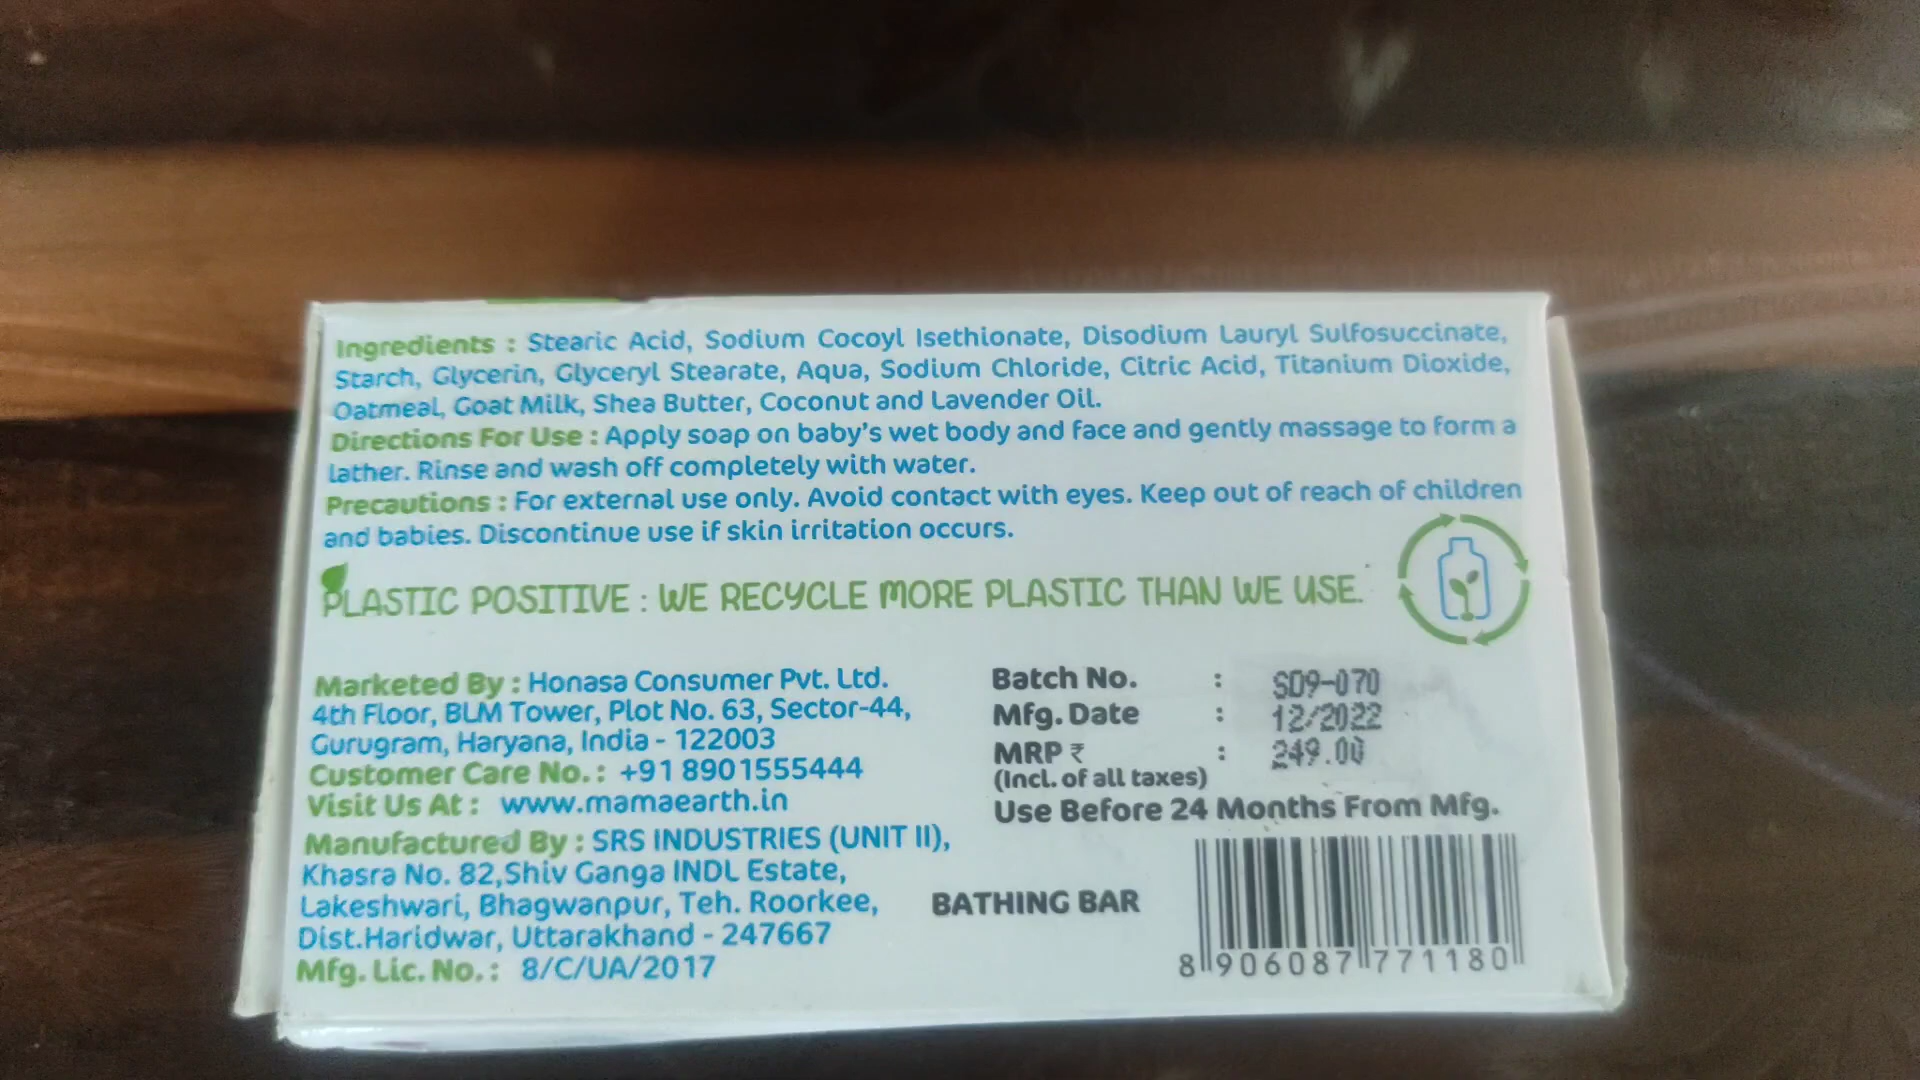 Ingredients : Stearic Acid, Sodium Cocoyl Isethionate, Disodium Lauryl Sulfosuccinate,
Starch, Glycerin, Glyceryl Stearate, Aqua, Sodium Chloride, Citric Acid, Titanium Dioxide,
Oatmeal, Goat Milk, Shea Butter, Coconut and Lavender Oil.
Directions For Use : Apply soap on baby's wet body and face and gently massage to form a
lather. Rinse and wash off completely with water.
Precautions : For external use only. Avoid contact with eyes. Keep out of reach of children
and babies. Discontinue use if skin irritation occurs.
PLASTIC POSITIVE : WE RECYCLE MORE PLASTIC THAN WE USE.
Marketed By : Honasa Consumer Pvt. Ltd.
4th Floor, BLM Tower, Plot No. 63, Sector-44,
Gurugram, Haryana, India - 122003
Customer Care No. : +91 8901555444
Visit Us At : www.mamaearth.in
Manufactured By : SRS INDUSTRIES (UNIT II),
Khasra No. 82,Shiv Ganga INDL Estate,
Lakeshwari, Bhagwanpur, Teh. Roorkee,
Dist.Haridwar, Uttarakhand - 247667
Mfg. Lic. No. : 8/C/UA/2017
Batch No. : SD9-070
Mfg. Date : 12/2022
MRP ₹ : 249.00
(Incl. of all taxes)
Use Before 24 Months From Mfg.
BATHING BAR
8 906087 771180